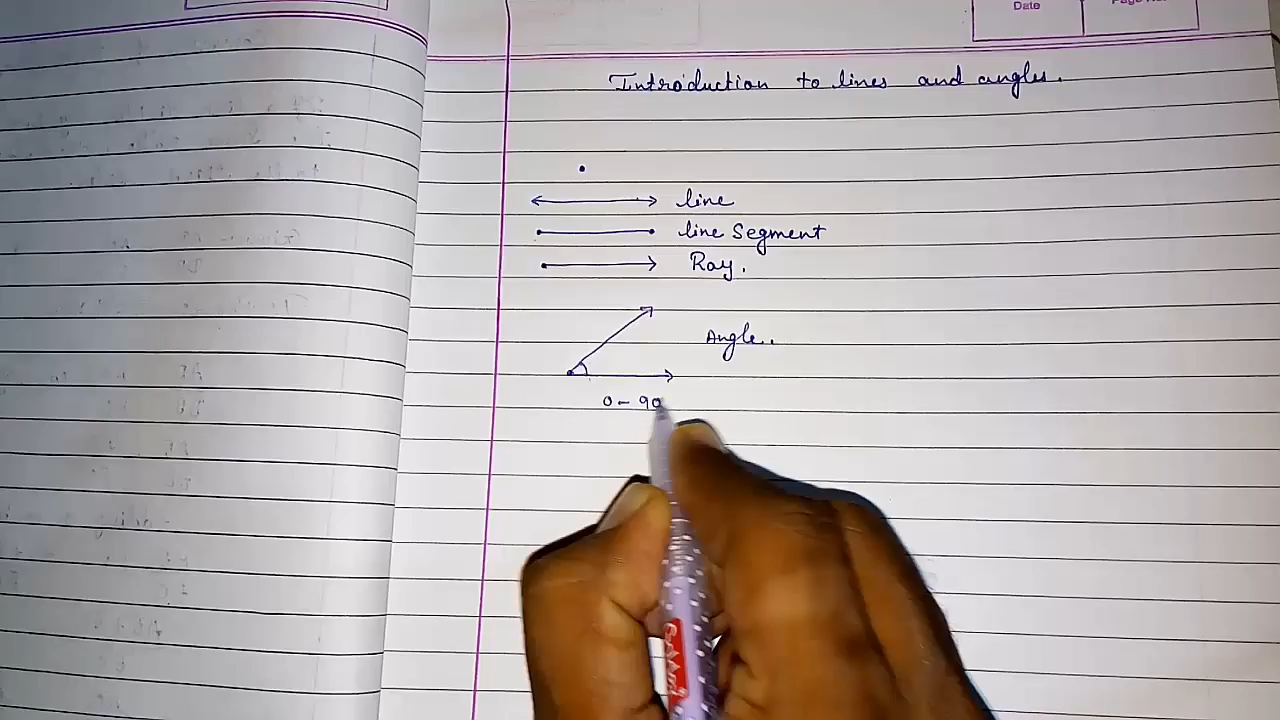 Date
Introduction to lines and angles.
line
line Segment
Ray.
Angle..
0 - 90